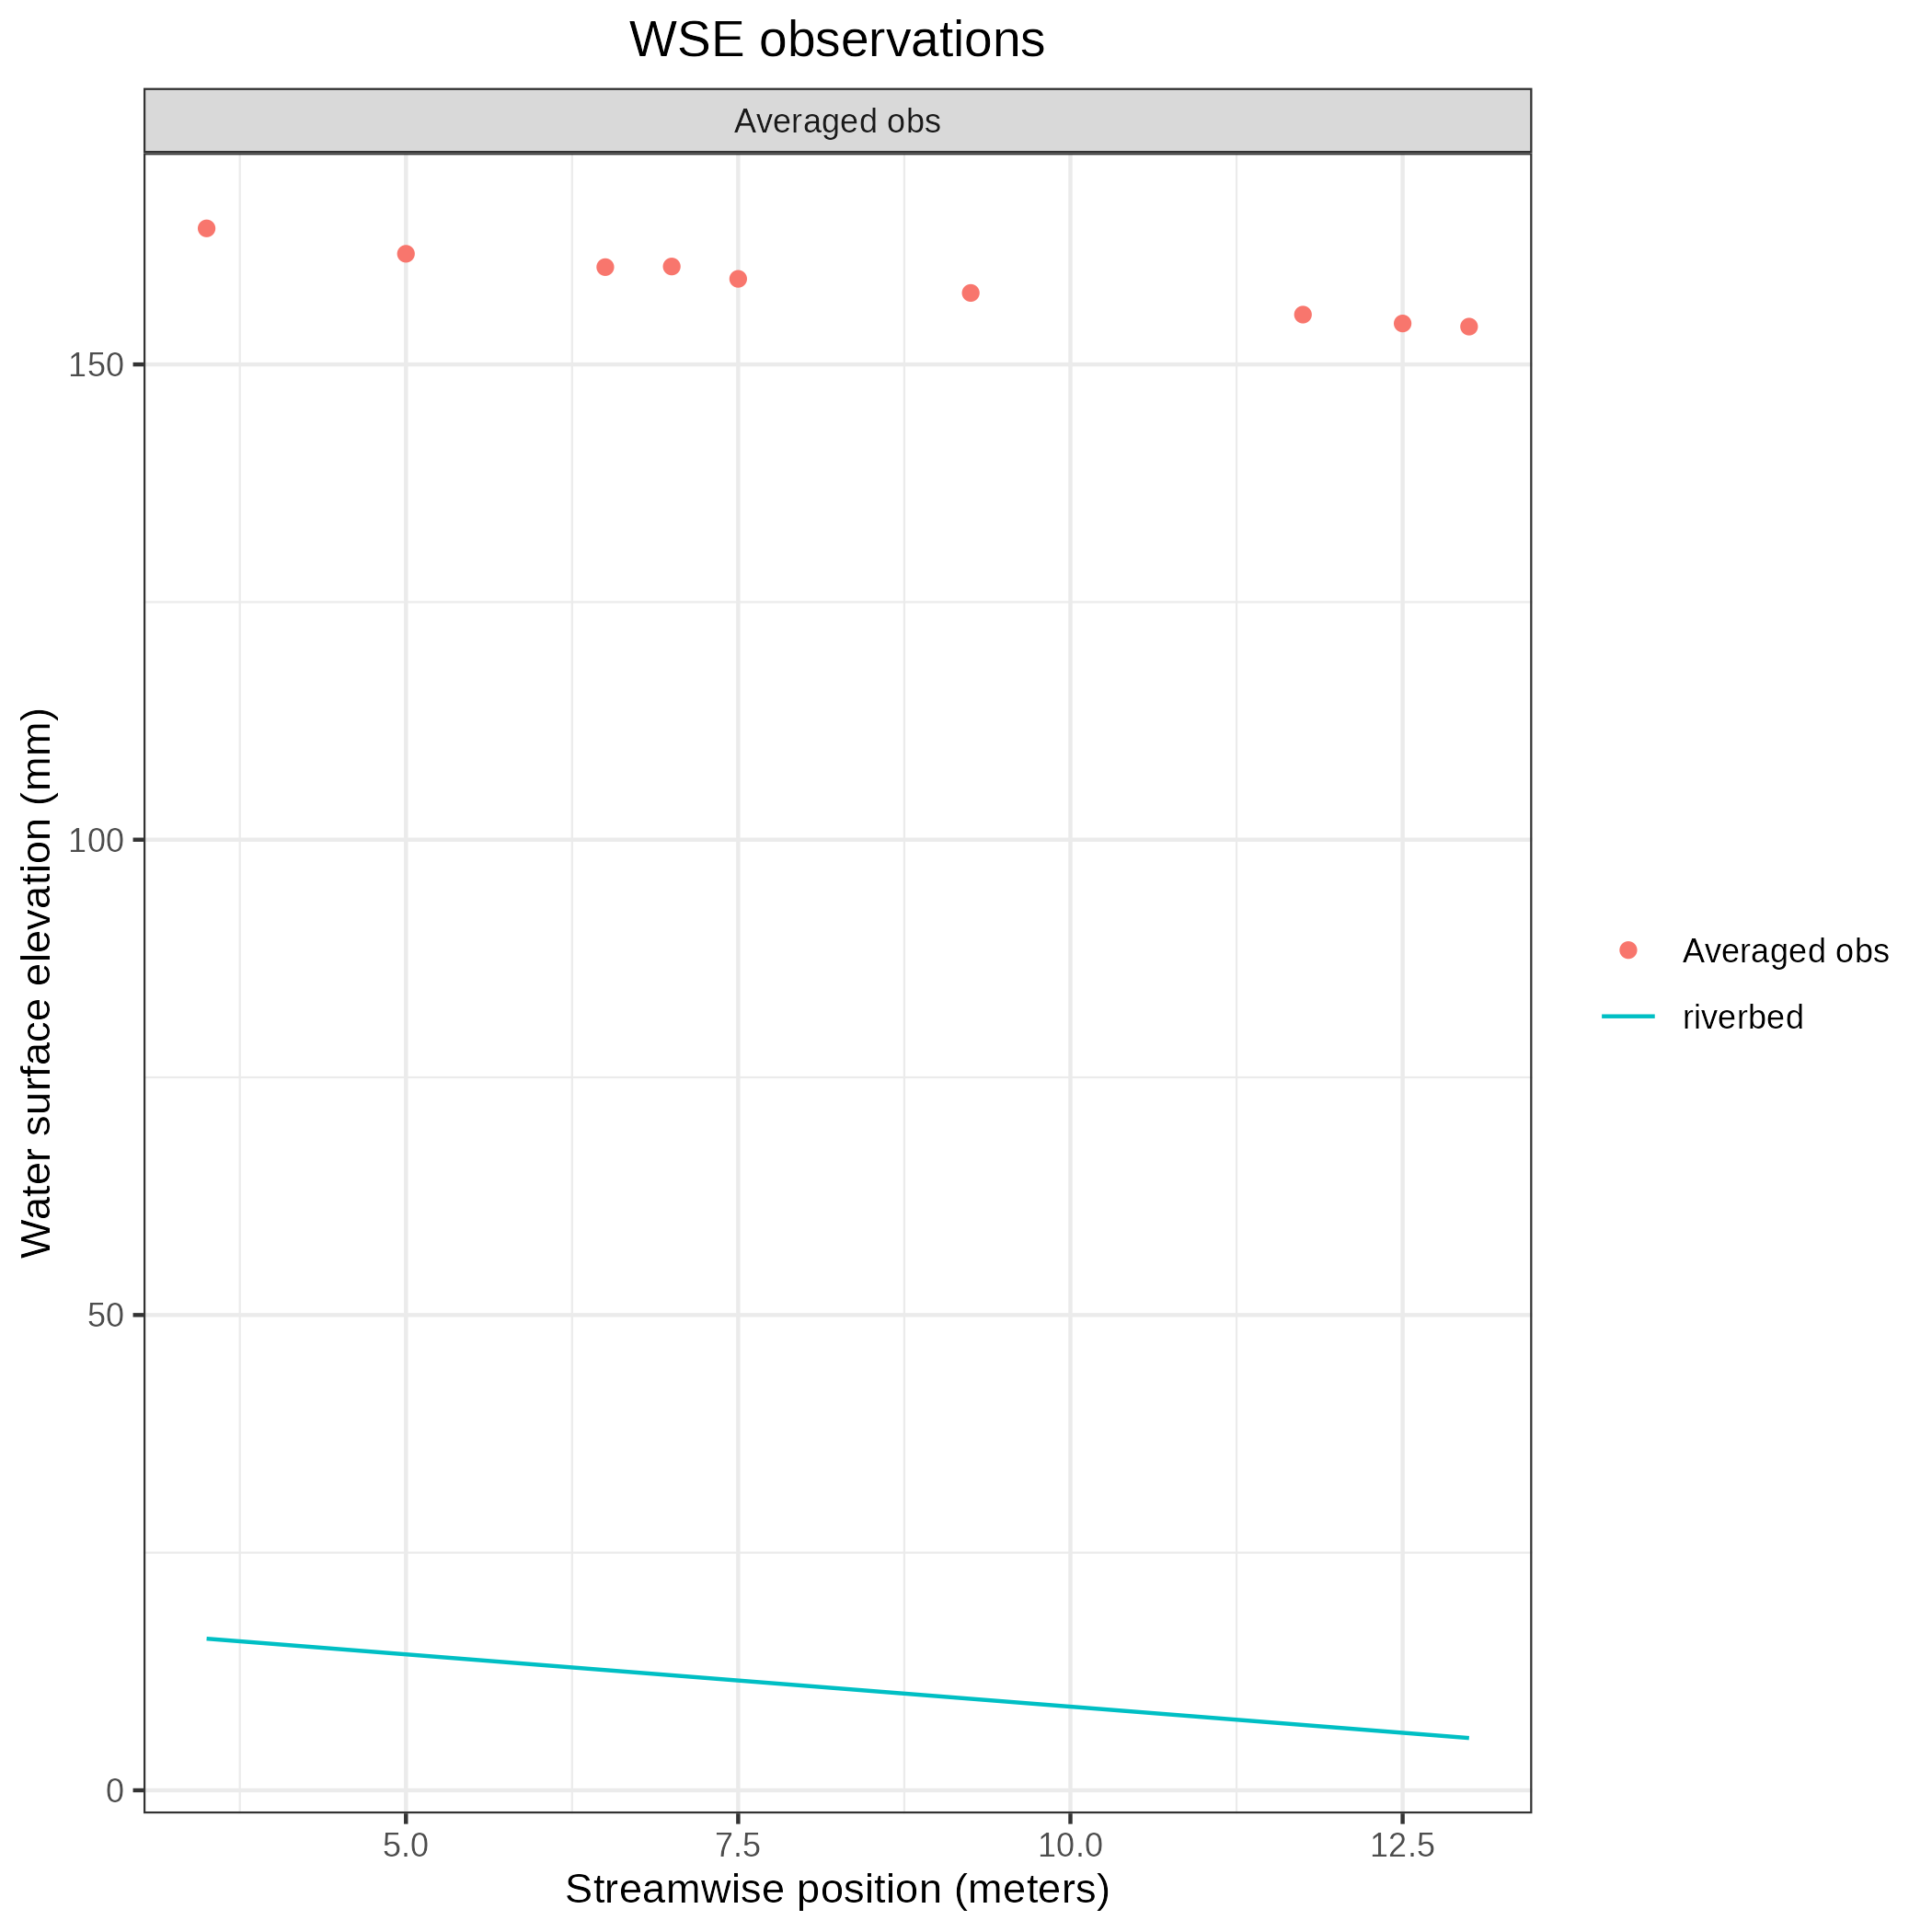 WSE observations
Averaged obs
Water surface elevation (mm)
150
100
50
0
5.0 7.5 10.0 12.5
Streamwise position (meters)
Averaged obs
riverbed